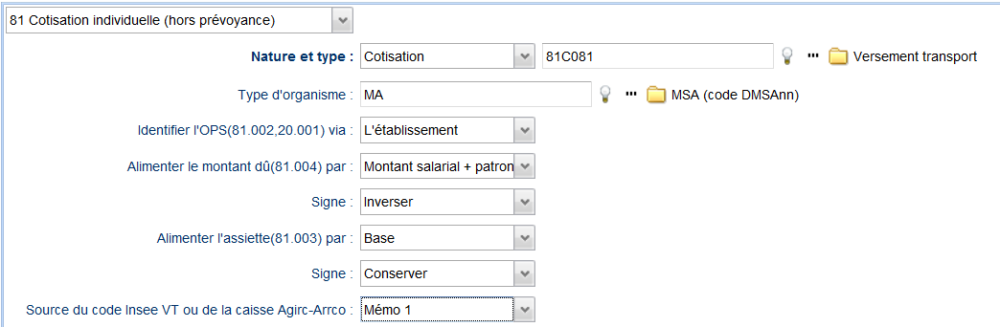 81 Cotisation individuelle (hors prévoyance)
Nature et type : Cotisation 81C081 ... Versement transport
Type d'organisme : MA ... MSA (code DMSAnn)
Identifier l'OPS(81.002,20.001) via : L'établissement
Alimenter le montant dû(81.004) par : Montant salarial + patron
Signe : Inverser
Alimenter l'assiette(81.003) par : Base
Signe : Conserver
Source du code Insee VT ou de la caisse Agirc-Arrco : Mémo 1